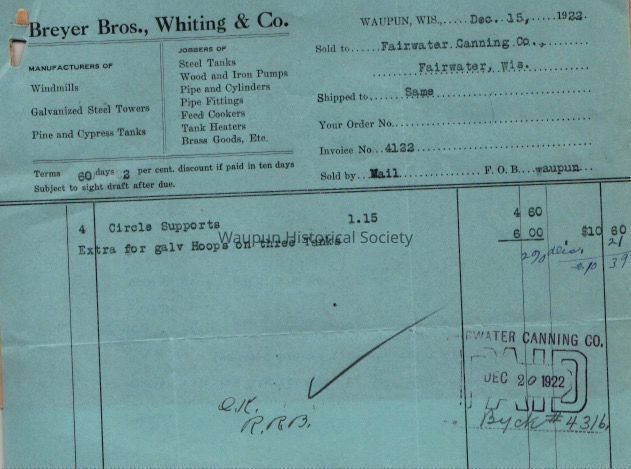 Breyer Bros., Whiting & Co.
MANUFACTURERS OF
Windmills
Galvanized Steel Towers
Pine and Cypress Tanks
JOBBERS OF
Steel Tanks
Wood and Iron Pumps
Pipe and Cylinders
Pipe Fittings
Feed Cookers
Tank Heaters
Brass Goods, Etc.
Terms 60 days 2 per cent. discount if paid in ten days
Subject to sight draft after due.
WAUPUN, WIS., Dec. 15, 1922.
Sold to Fairwater Canning Co.,
Fairwater, Wis.
Shipped to Same
Your Order No.
Invoice No. 4122
Sold by Mail F. O. B. waupun
4 Circle Supports 1.15 4 60
Extra for galv Hoops on three Tanks 6 00 $10 60
2% dis. 21
39
Waupun Historical Society
WATER CANNING CO.
PAID
DEC 20 1922
By ck # 4316
O.K.
R.R.B.